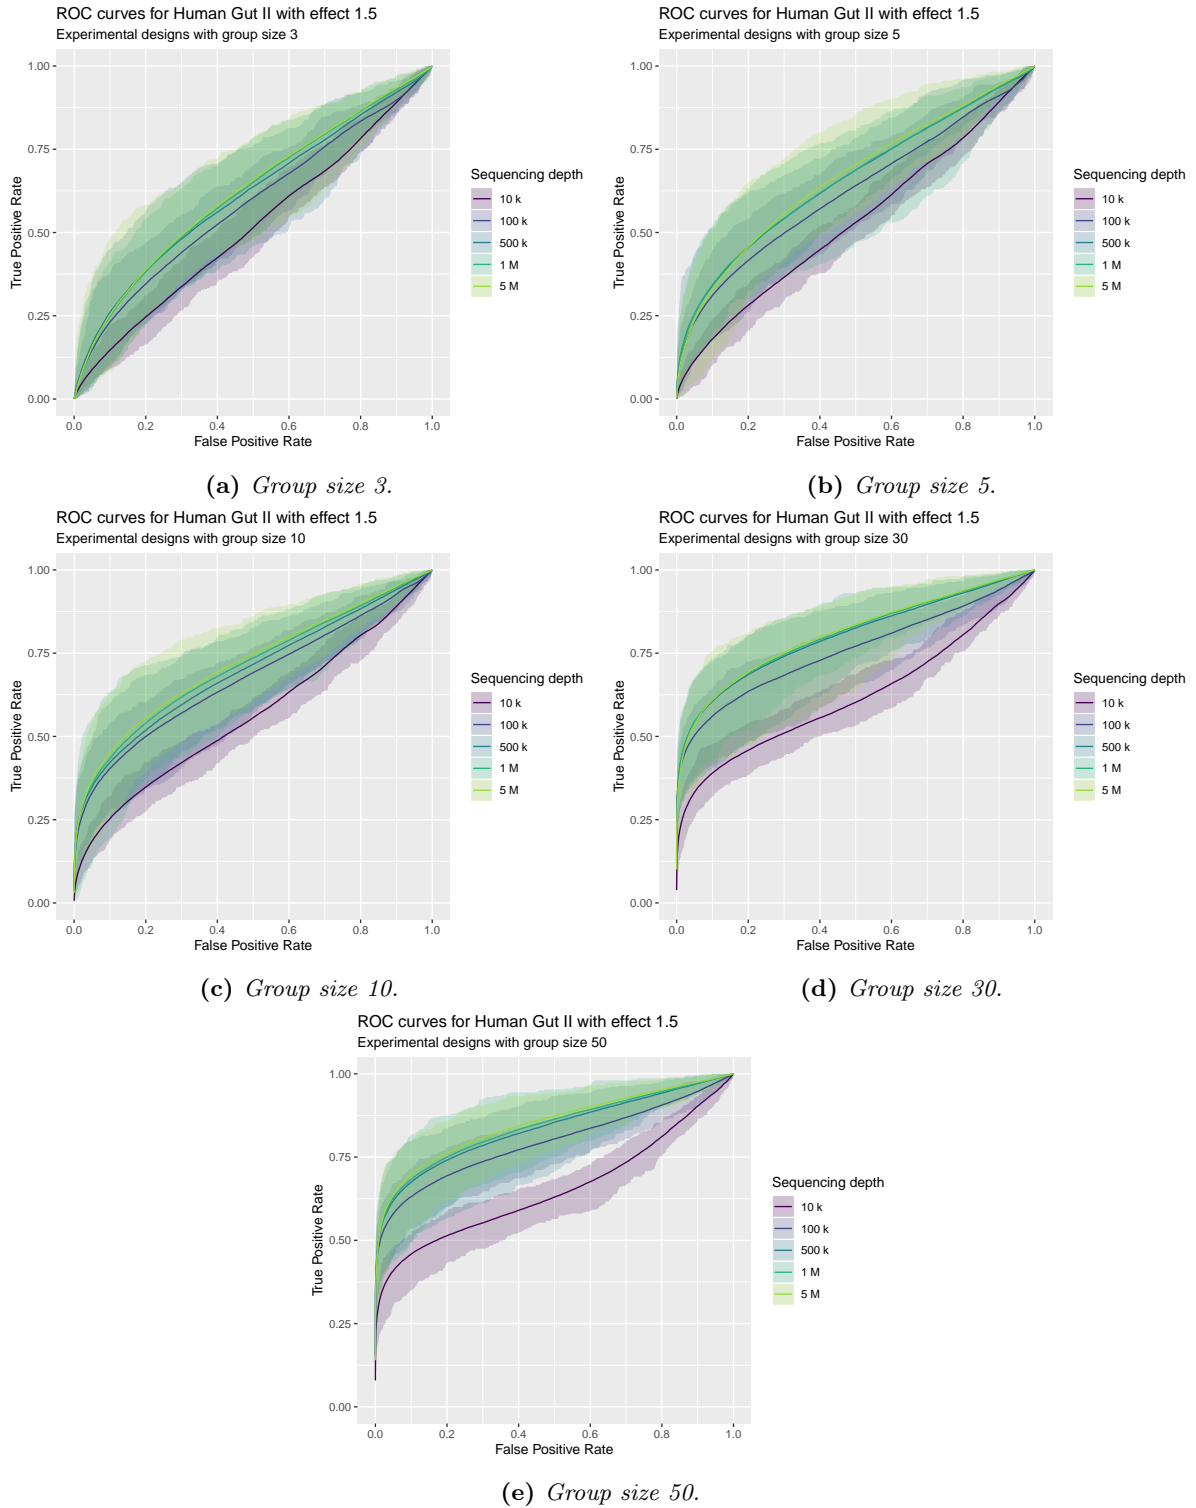 ROC curves for Human Gut II with effect 1.5
Experimental designs with group size 3
True Positive Rate
1.00
0.75
0.50
0.25
0.00
0.0 0.2 0.4 0.6 0.8 1.0
False Positive Rate
Sequencing depth
10 k
100 k
500 k
1 M
5 M
(a) Group size 3.
ROC curves for Human Gut II with effect 1.5
Experimental designs with group size 5
True Positive Rate
1.00
0.75
0.50
0.25
0.00
0.0 0.2 0.4 0.6 0.8 1.0
False Positive Rate
Sequencing depth
10 k
100 k
500 k
1 M
5 M
(b) Group size 5.
ROC curves for Human Gut II with effect 1.5
Experimental designs with group size 10
True Positive Rate
1.00
0.75
0.50
0.25
0.00
0.0 0.2 0.4 0.6 0.8 1.0
False Positive Rate
Sequencing depth
10 k
100 k
500 k
1 M
5 M
(c) Group size 10.
ROC curves for Human Gut II with effect 1.5
Experimental designs with group size 30
True Positive Rate
1.00
0.75
0.50
0.25
0.00
0.0 0.2 0.4 0.6 0.8 1.0
False Positive Rate
Sequencing depth
10 k
100 k
500 k
1 M
5 M
(d) Group size 30.
ROC curves for Human Gut II with effect 1.5
Experimental designs with group size 50
True Positive Rate
1.00
0.75
0.50
0.25
0.00
0.0 0.2 0.4 0.6 0.8 1.0
False Positive Rate
Sequencing depth
10 k
100 k
500 k
1 M
5 M
(e) Group size 50.